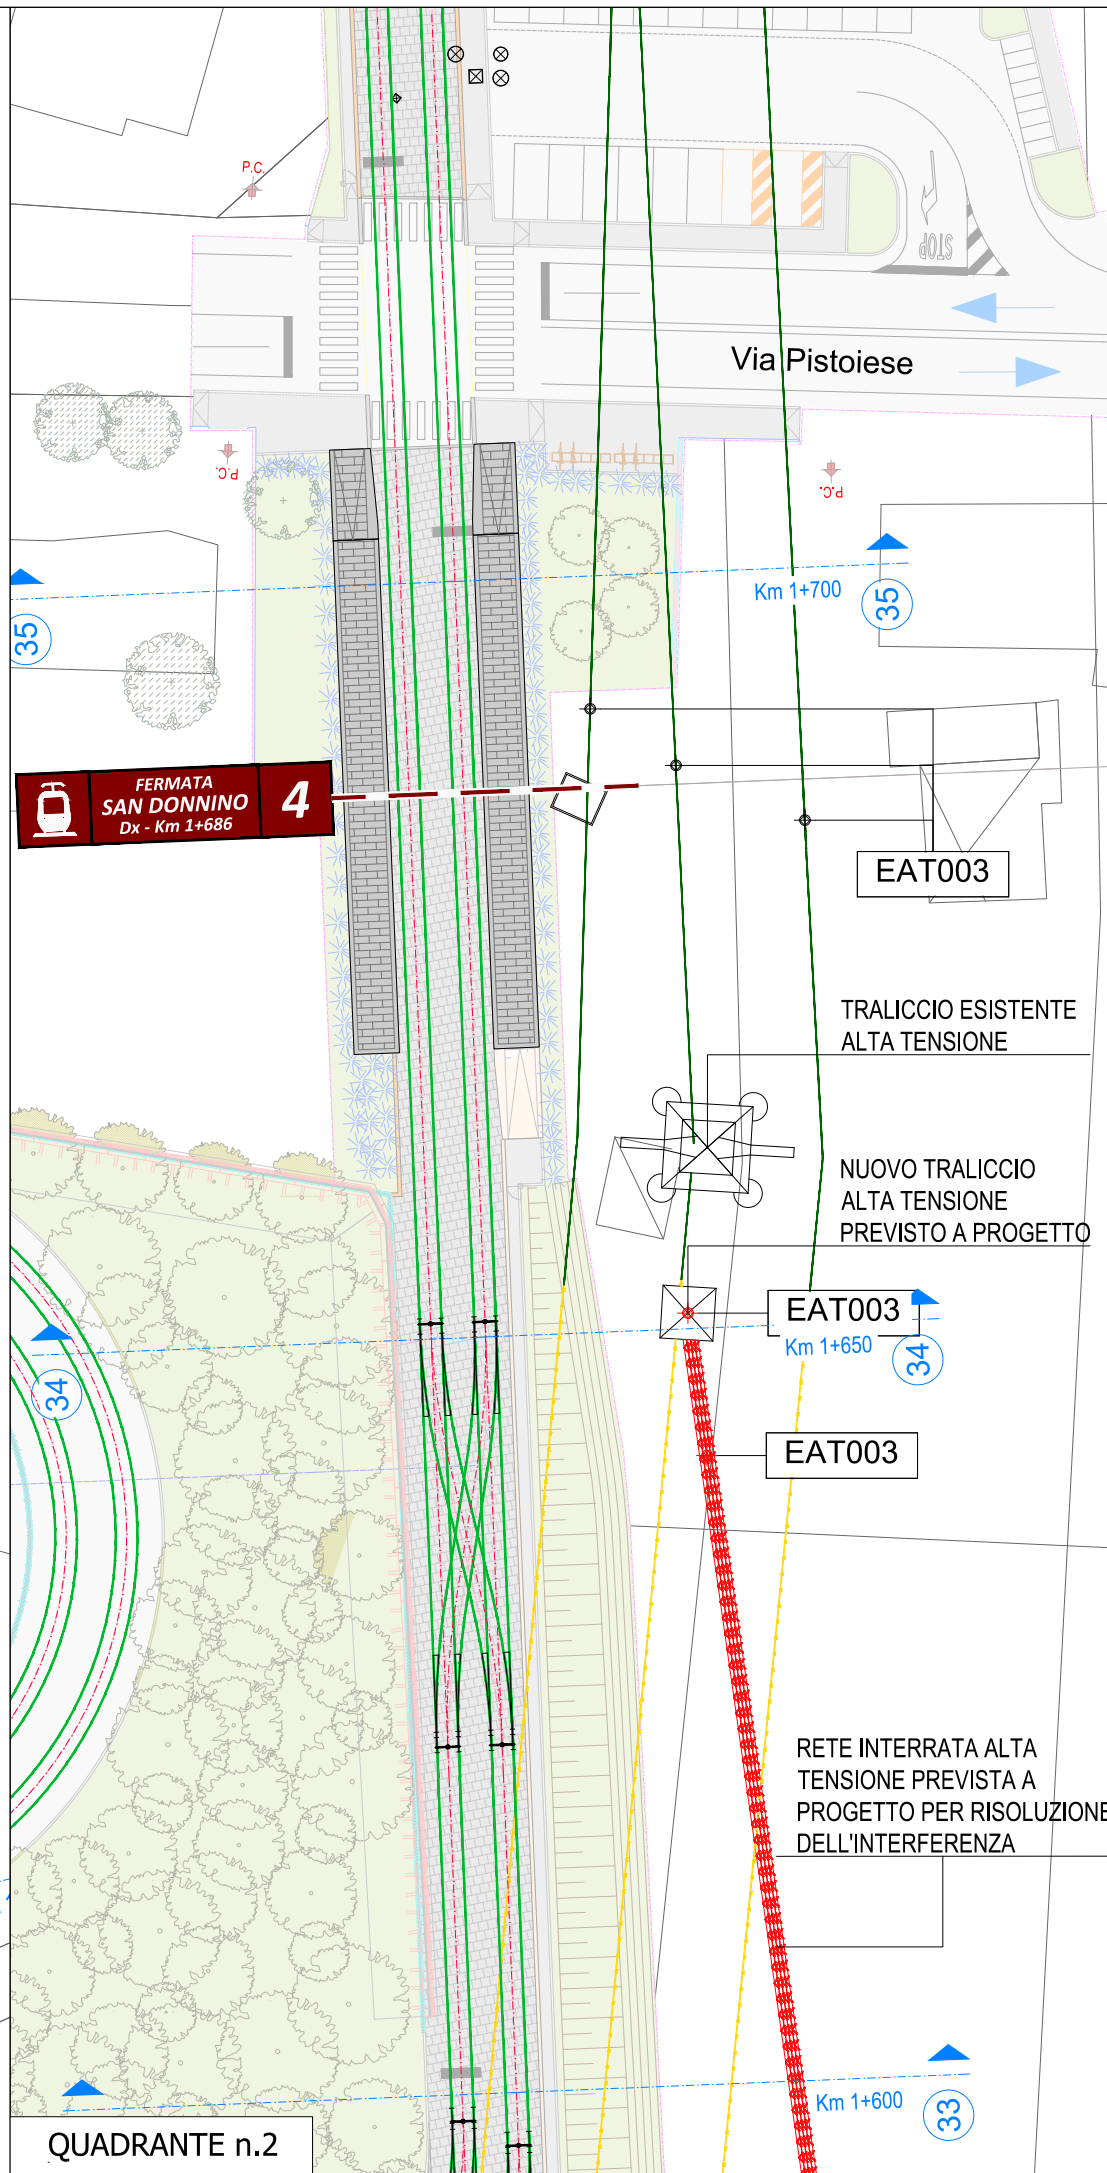 P.C.
STOP
Via Pistoiese
P.C.
P.C.
Km 1+700
35
35
FERMATA
SAN DONNINO
Dx - Km 1+686
4
EAT003
TRALICCIO ESISTENTE
ALTA TENSIONE
NUOVO TRALICCIO
ALTA TENSIONE
PREVISTO A PROGETTO
EAT003
Km 1+650
34
34
EAT003
RETE INTERRATA ALTA
TENSIONE PREVISTA A
PROGETTO PER RISOLUZIONE
DELL'INTERFERENZA
Km 1+600
33
QUADRANTE n.2